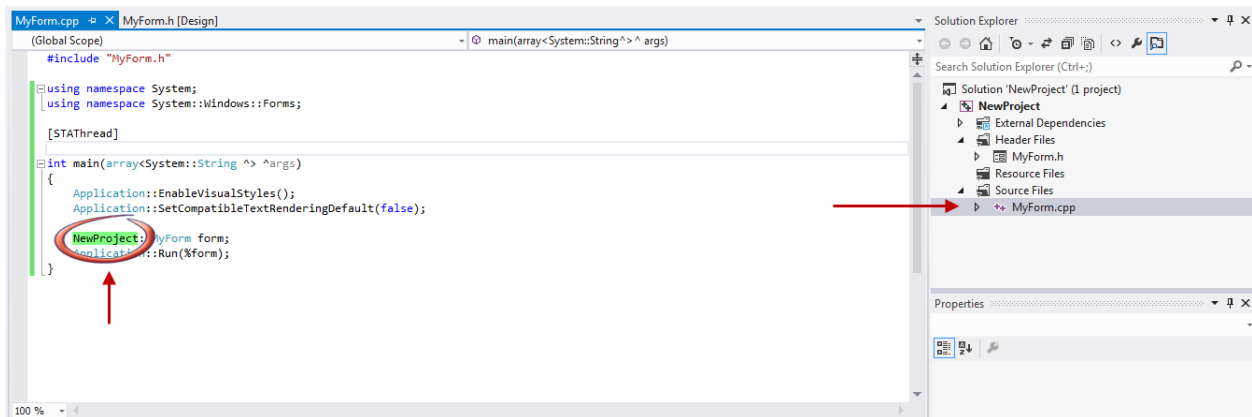 MyForm.cpp MyForm.h [Design]
(Global Scope)
main(array<System::String^>^ args)
#include "MyForm.h"
using namespace System;
using namespace System::Windows::Forms;
[STAThread]
int main(array<System::String ^> ^args)
{
Application::EnableVisualStyles();
Application::SetCompatibleTextRenderingDefault(false);
NewProject::MyForm form;
Application::Run(%form);
}
100 %
Solution Explorer
Search Solution Explorer (Ctrl+;)
Solution 'NewProject' (1 project)
NewProject
External Dependencies
Header Files
MyForm.h
Resource Files
Source Files
MyForm.cpp
Properties